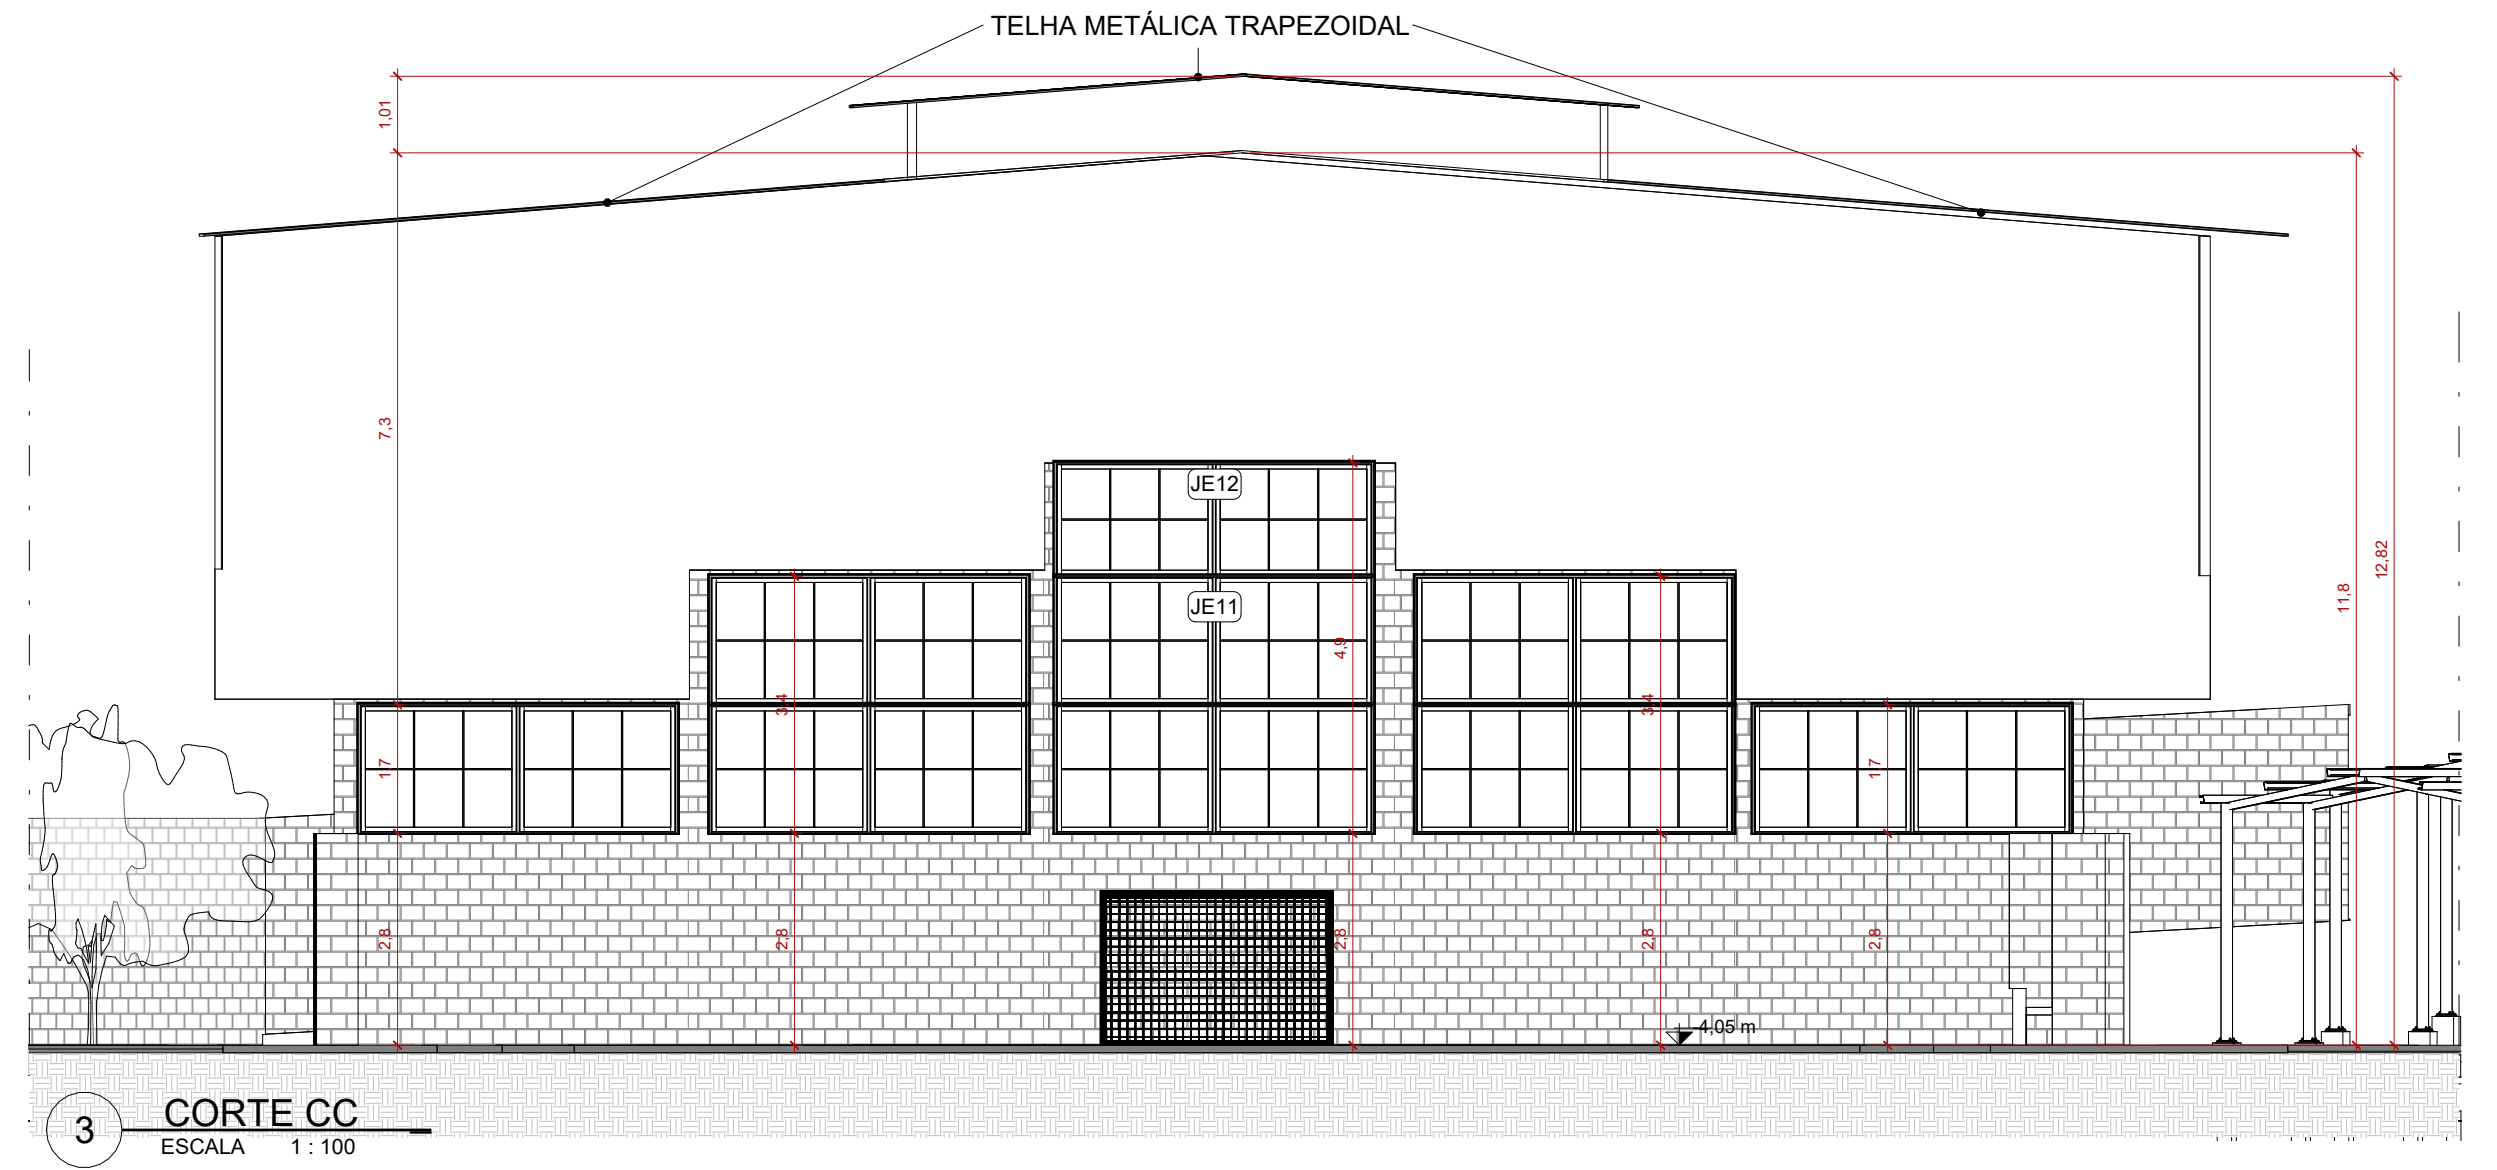 TELHA METÁLICA TRAPEZOIDAL
1,01
7,3
12,82
11,8
JE12
JE11
4,9
3,4
3,4
1,7
1,7
2,8
2,8
2,8
2,8
2,8
-4,05 m
3
CORTE CC
ESCALA 1 : 100